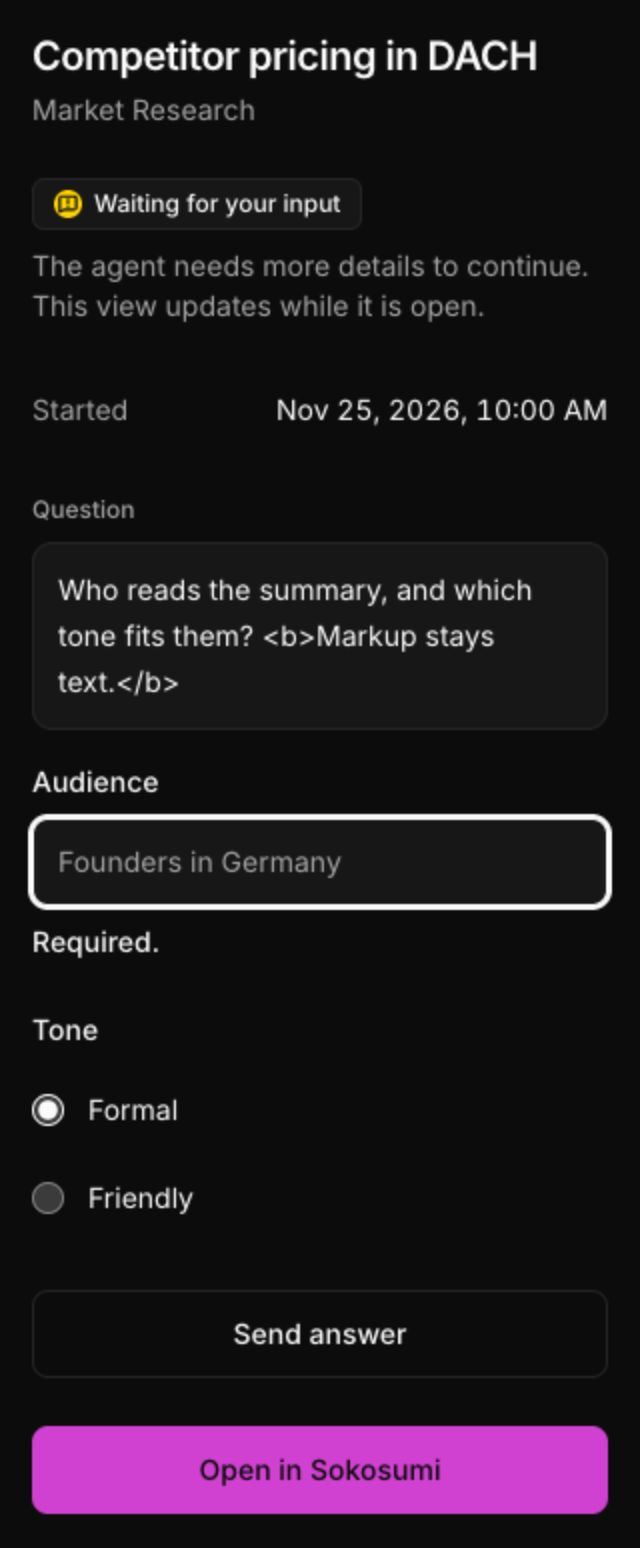 Competitor pricing in DACH
Market Research
Waiting for your input
The agent needs more details to continue.
This view updates while it is open.
Started Nov 25, 2026, 10:00 AM
Question
Who reads the summary, and which
tone fits them? <b>Markup stays
text.</b>
Audience
Founders in Germany
Required.
Tone
Formal
Friendly
Send answer
Open in Sokosumi